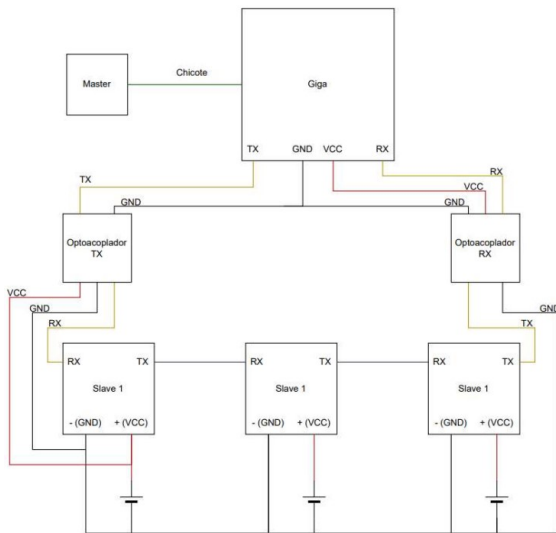 Master
Chicote
Giga
TX
GND
VCC
RX
TX
GND
RX
VCC
GND
Optoacoplador
TX
Optoacoplador
RX
VCC
GND
RX
TX
GND
RX
TX
Slave 1
- (GND)
+ (VCC)
RX
TX
Slave 1
- (GND)
+ (VCC)
RX
TX
Slave 1
- (GND)
+ (VCC)